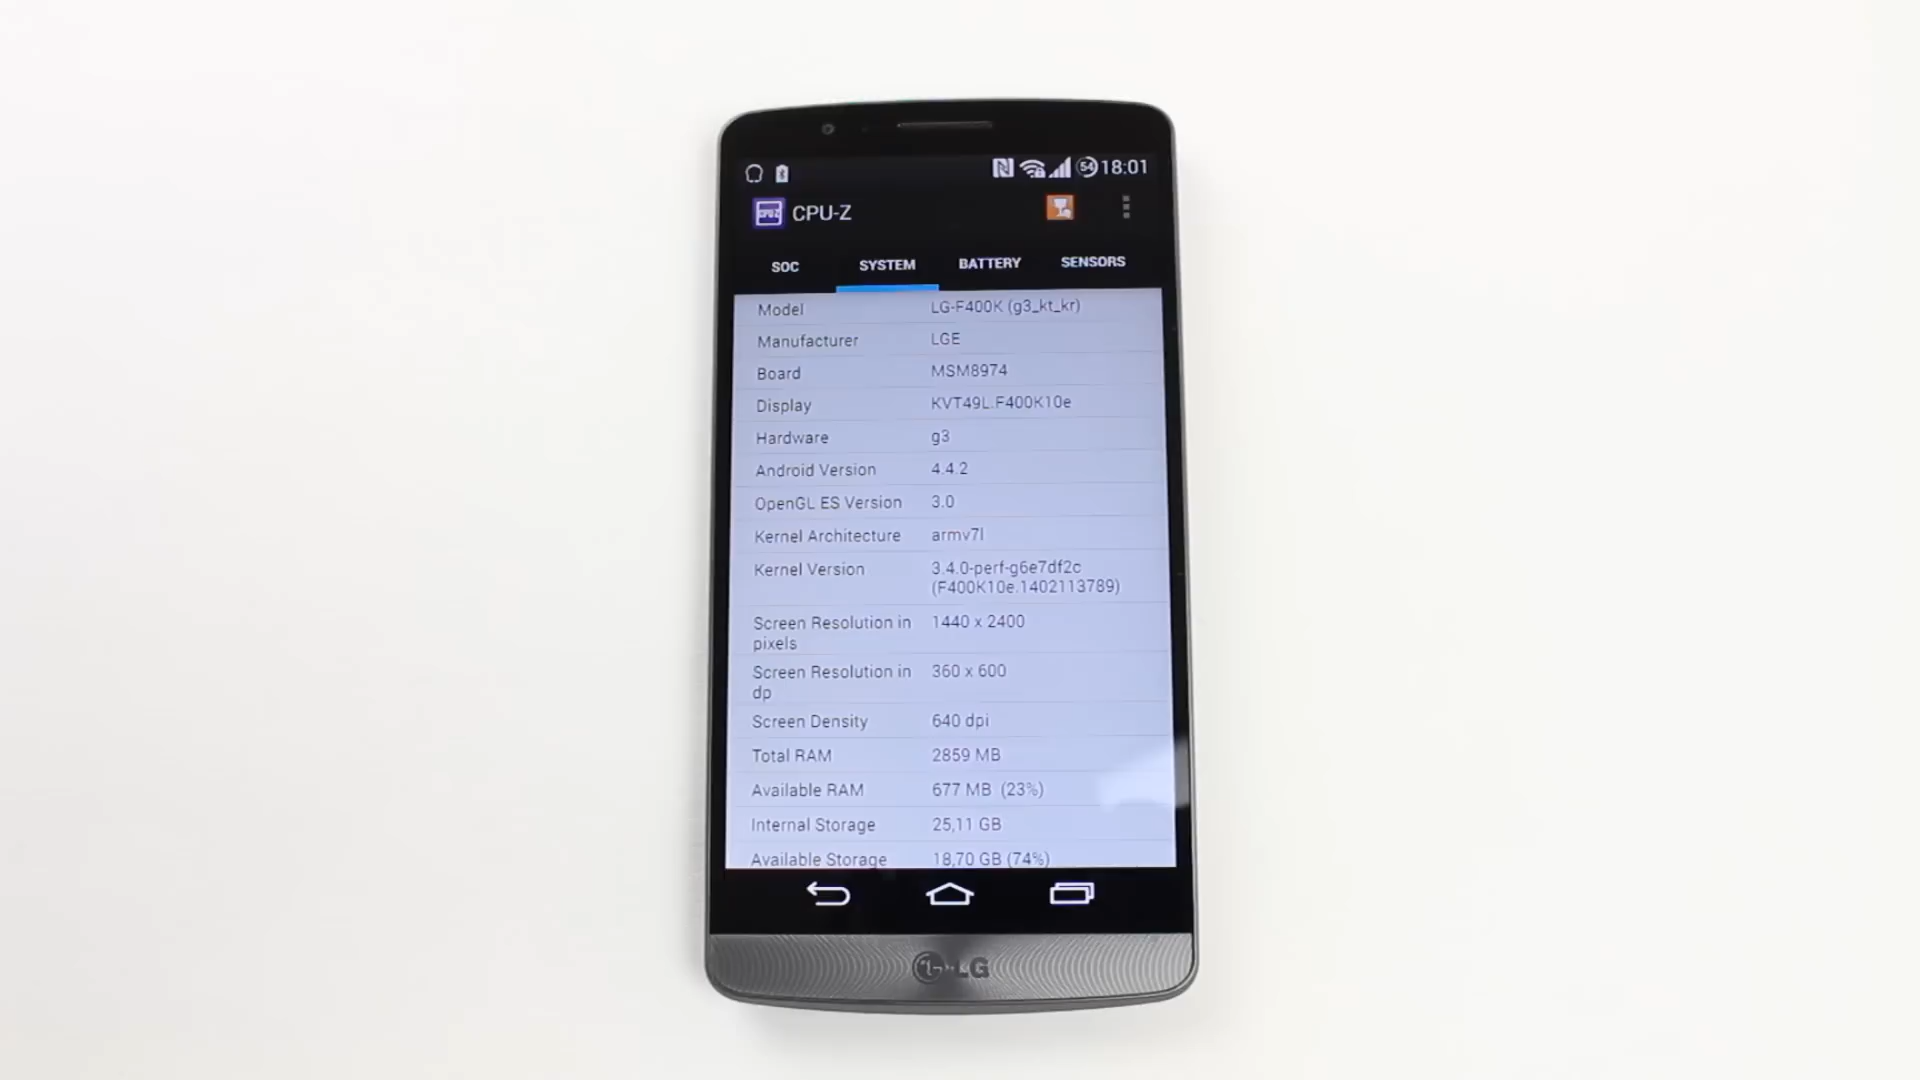 54 18:01
CPU-Z
SOC SYSTEM BATTERY SENSORS
Model LG-F400K (g3_kt_kr)
Manufacturer LGE
Board MSM8974
Display KVT49L.F400K10e
Hardware g3
Android Version 4.4.2
OpenGL ES Version 3.0
Kernel Architecture armv7l
Kernel Version 3.4.0-perf-g6e7df2c
(F400K10e.1402113789)
Screen Resolution in 1440 x 2400
pixels
Screen Resolution in 360 x 600
dp
Screen Density 640 dpi
Total RAM 2859 MB
Available RAM 677 MB (23%)
Internal Storage 25,11 GB
Available Storage 18,70 GB (74%)
LG